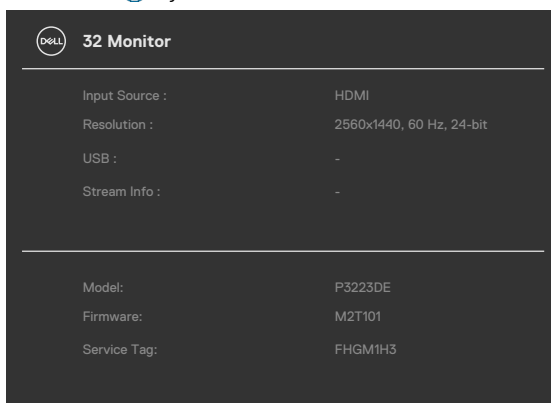 DELL 32 Monitor
Input Source : HDMI
Resolution : 2560x1440, 60 Hz, 24-bit
USB : -
Stream Info : -
Model: P3223DE
Firmware: M2T101
Service Tag: FHGM1H3